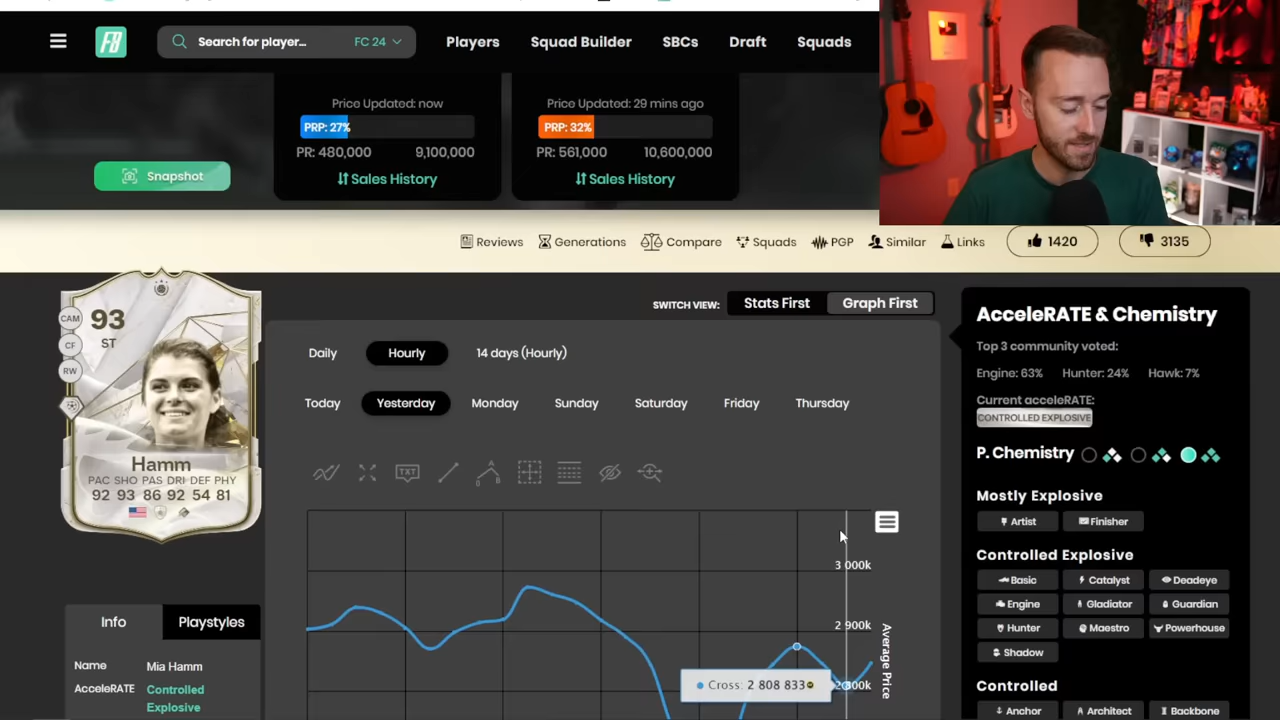 FB
Search for player...
FC 24
Players
Squad Builder
SBCs
Draft
Squads
Price Updated: now
PRP: 27%
PR: 480,000
9,100,000
Sales History
Price Updated: 29 mins ago
PRP: 32%
PR: 561,000
10,600,000
Sales History
Snapshot
Reviews
Generations
Compare
Squads
PGP
Similar
Links
1420
3135
CAM
CF
RW
93
ST
Hamm
PAC SHO PAS DRI DEF PHY
92 93 86 92 54 81
SWITCH VIEW:
Stats First
Graph First
Daily
Hourly
14 days (Hourly)
Today
Yesterday
Monday
Sunday
Saturday
Friday
Thursday
TXT
3 000k
2 900k
2 800k
Average Price
Cross: 2 808 833
Info
Playstyles
Name
Mia Hamm
AcceleRATE
Controlled
Explosive
AcceleRATE & Chemistry
Top 3 community voted:
Engine: 63%
Hunter: 24%
Hawk: 7%
Current acceleRATE:
CONTROLLED EXPLOSIVE
P. Chemistry
Mostly Explosive
Artist
Finisher
Controlled Explosive
Basic
Catalyst
Deadeye
Engine
Gladiator
Guardian
Hunter
Maestro
Powerhouse
Shadow
Controlled
Anchor
Architect
Backbone